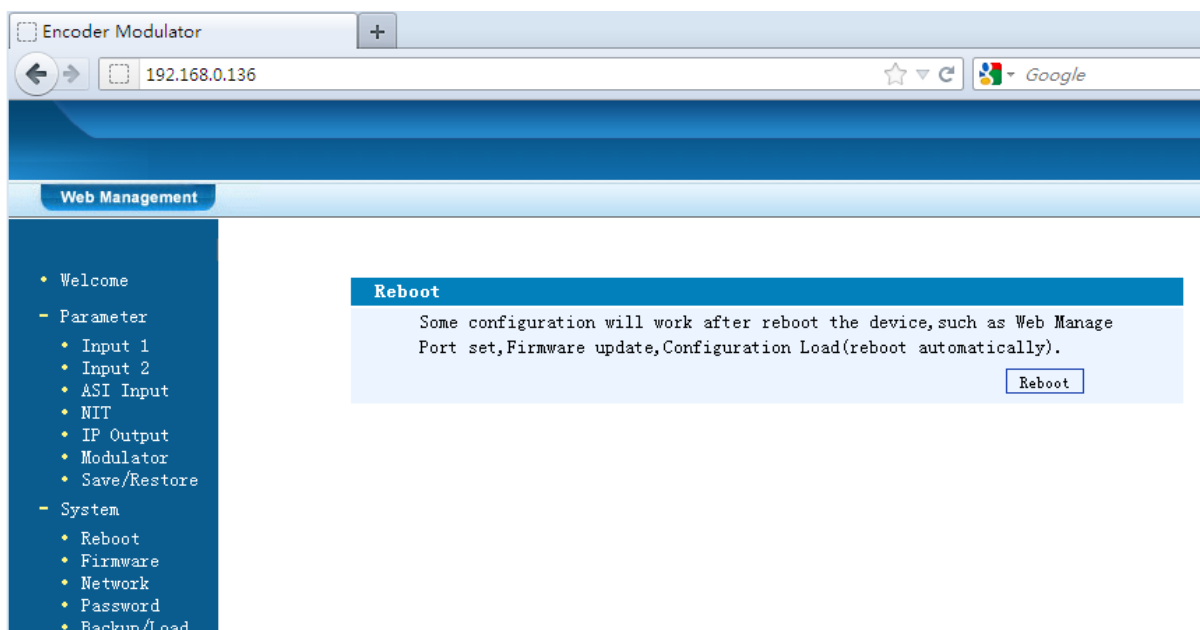 Encoder Modulator
+
192.168.0.136
Google
Web Management
Welcome
Parameter
Input 1
Input 2
ASI Input
NIT
IP Output
Modulator
Save/Restore
System
Reboot
Firmware
Network
Password
Backup/Load
Reboot
Some configuration will work after reboot the device,such as Web Manage
Port set,Firmware update,Configuration Load(reboot automatically).
Reboot